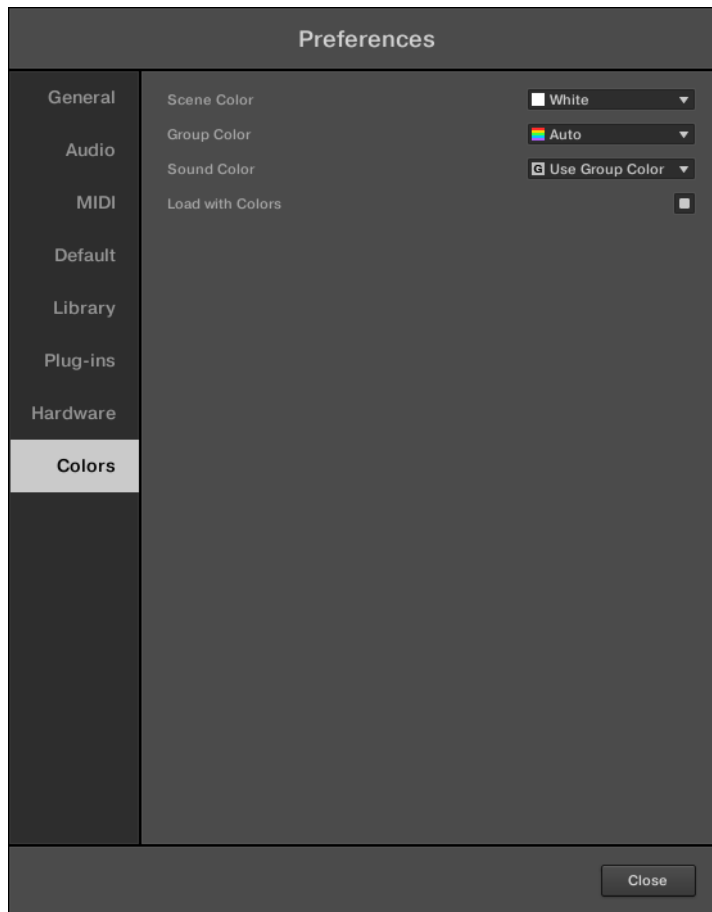 Preferences
General
Audio
MIDI
Default
Library
Plug-ins
Hardware
Colors
Scene Color White
Group Color Auto
Sound Color G Use Group Color
Load with Colors
Close